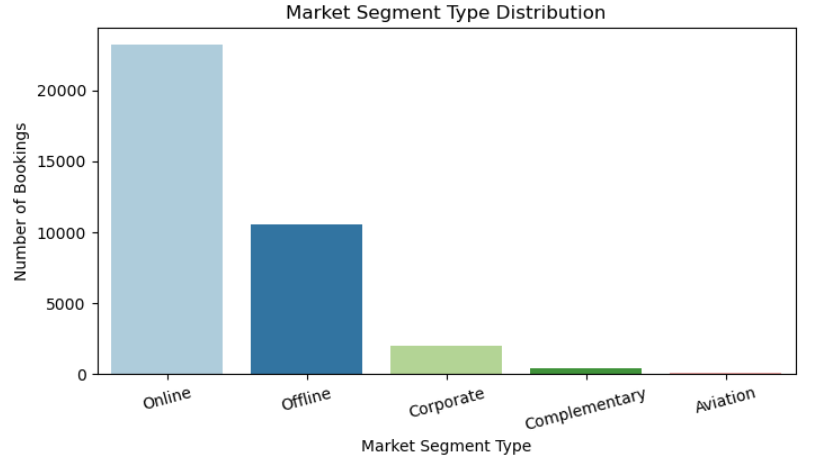 Market Segment Type Distribution
Number of Bookings
20000
15000
10000
5000
0
Online
Offline
Corporate
Complementary
Aviation
Market Segment Type